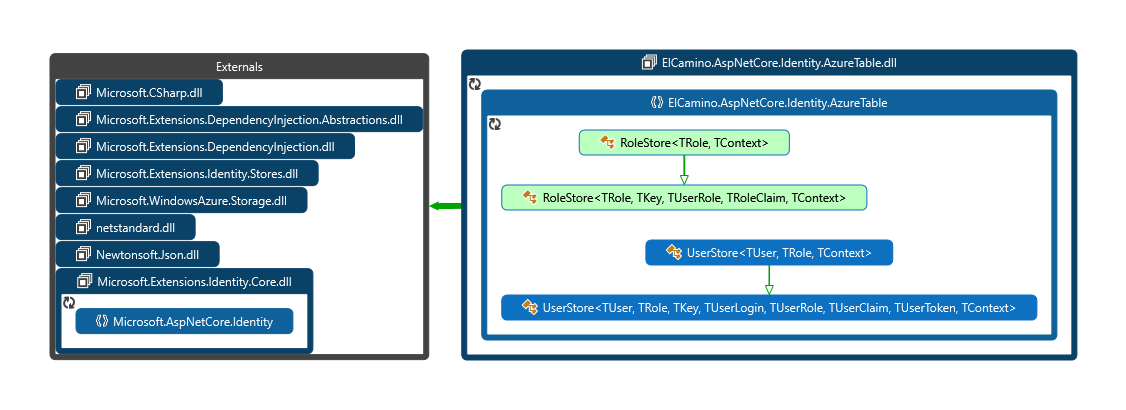 Externals
Microsoft.CSharp.dll
Microsoft.Extensions.DependencyInjection.Abstractions.dll
Microsoft.Extensions.DependencyInjection.dll
Microsoft.Extensions.Identity.Stores.dll
Microsoft.WindowsAzure.Storage.dll
netstandard.dll
Newtonsoft.Json.dll
Microsoft.Extensions.Identity.Core.dll
Microsoft.AspNetCore.Identity
ElCamino.AspNetCore.Identity.AzureTable.dll
ElCamino.AspNetCore.Identity.AzureTable
RoleStore<TRole, TContext>
RoleStore<TRole, TKey, TUserRole, TRoleClaim, TContext>
UserStore<TUser, TRole, TContext>
UserStore<TUser, TRole, TKey, TUserLogin, TUserRole, TUserClaim, TUserToken, TContext>